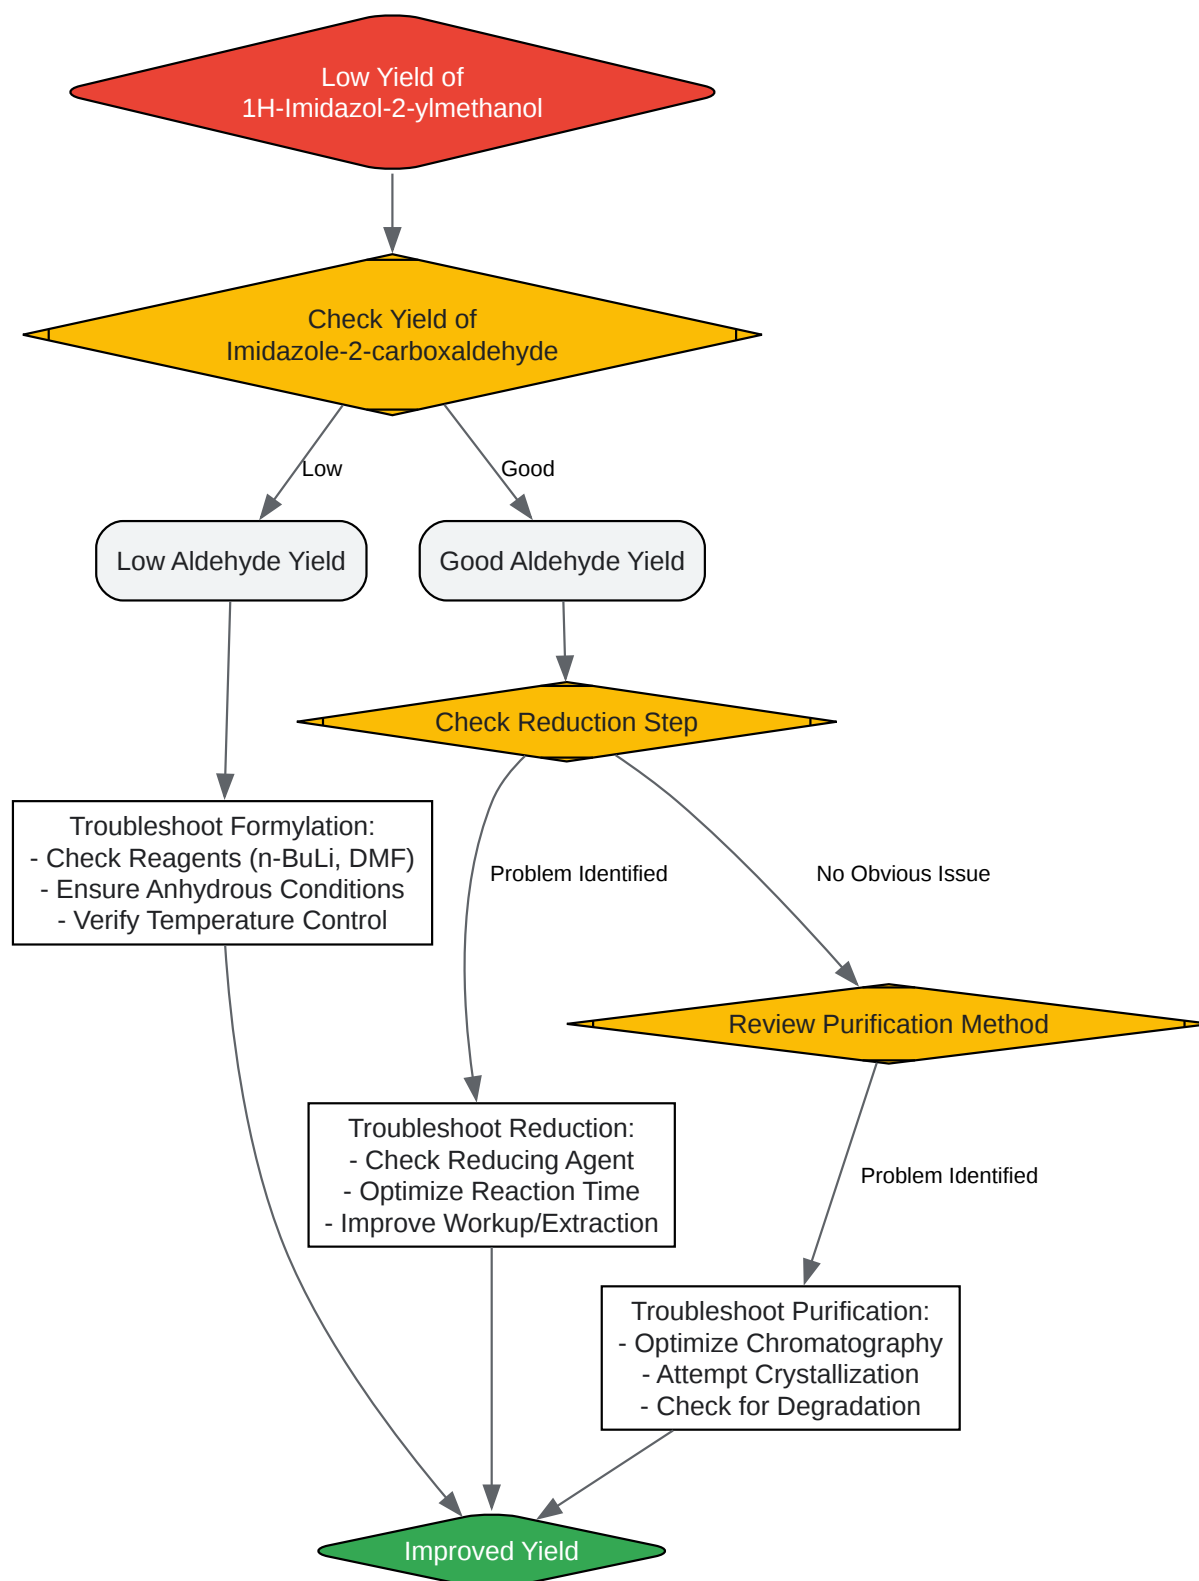 Low Yield of
1H-Imidazol-2-ylmethanol
Check Yield of
Imidazole-2-carboxaldehyde
Low
Good
Low Aldehyde Yield
Good Aldehyde Yield
Check Reduction Step
Troubleshoot Formylation:
- Check Reagents (n-BuLi, DMF)
- Ensure Anhydrous Conditions
- Verify Temperature Control
Problem Identified
No Obvious Issue
Review Purification Method
Troubleshoot Reduction:
- Check Reducing Agent
- Optimize Reaction Time
- Improve Workup/Extraction
Problem Identified
Troubleshoot Purification:
- Optimize Chromatography
- Attempt Crystallization
- Check for Degradation
Improved Yield